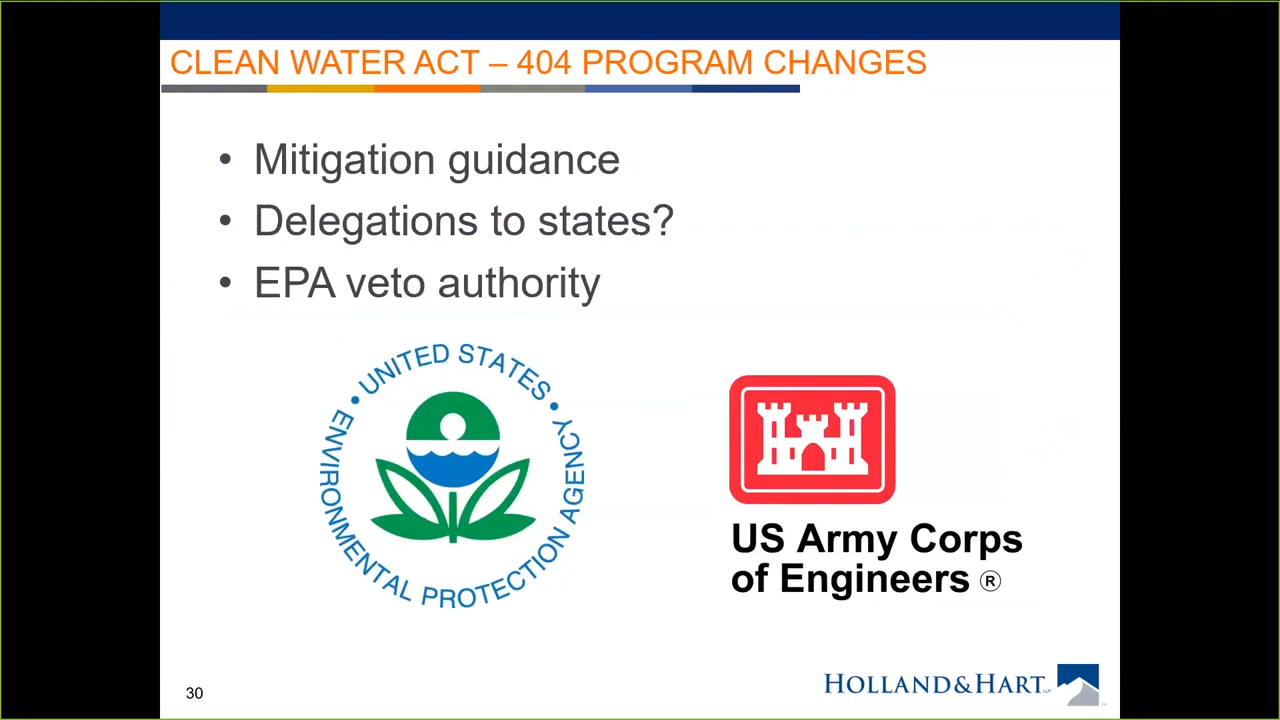 CLEAN WATER ACT – 404 PROGRAM CHANGES
• Mitigation guidance
• Delegations to states?
• EPA veto authority
UNITED STATES • ENVIRONMENTAL PROTECTION AGENCY •
US Army Corps
of Engineers ®
30
HOLLAND & HART LLP